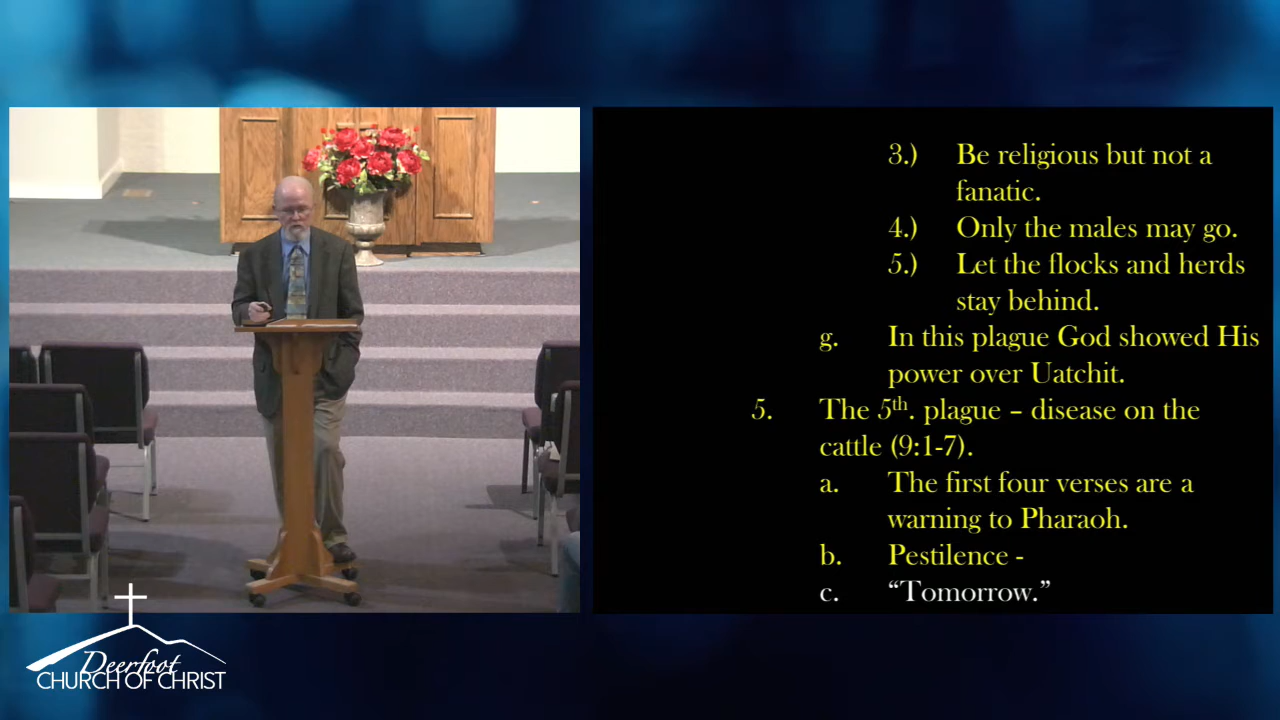 3.) Be religious but not a
fanatic.
4.) Only the males may go.
5.) Let the flocks and herds
stay behind.
g. In this plague God showed His
power over Uatchit.
5. The 5th. plague – disease on the
cattle (9:1-7).
a. The first four verses are a
warning to Pharaoh.
b. Pestilence -
c. “Tomorrow.”
Deerfoot
CHURCH OF CHRIST